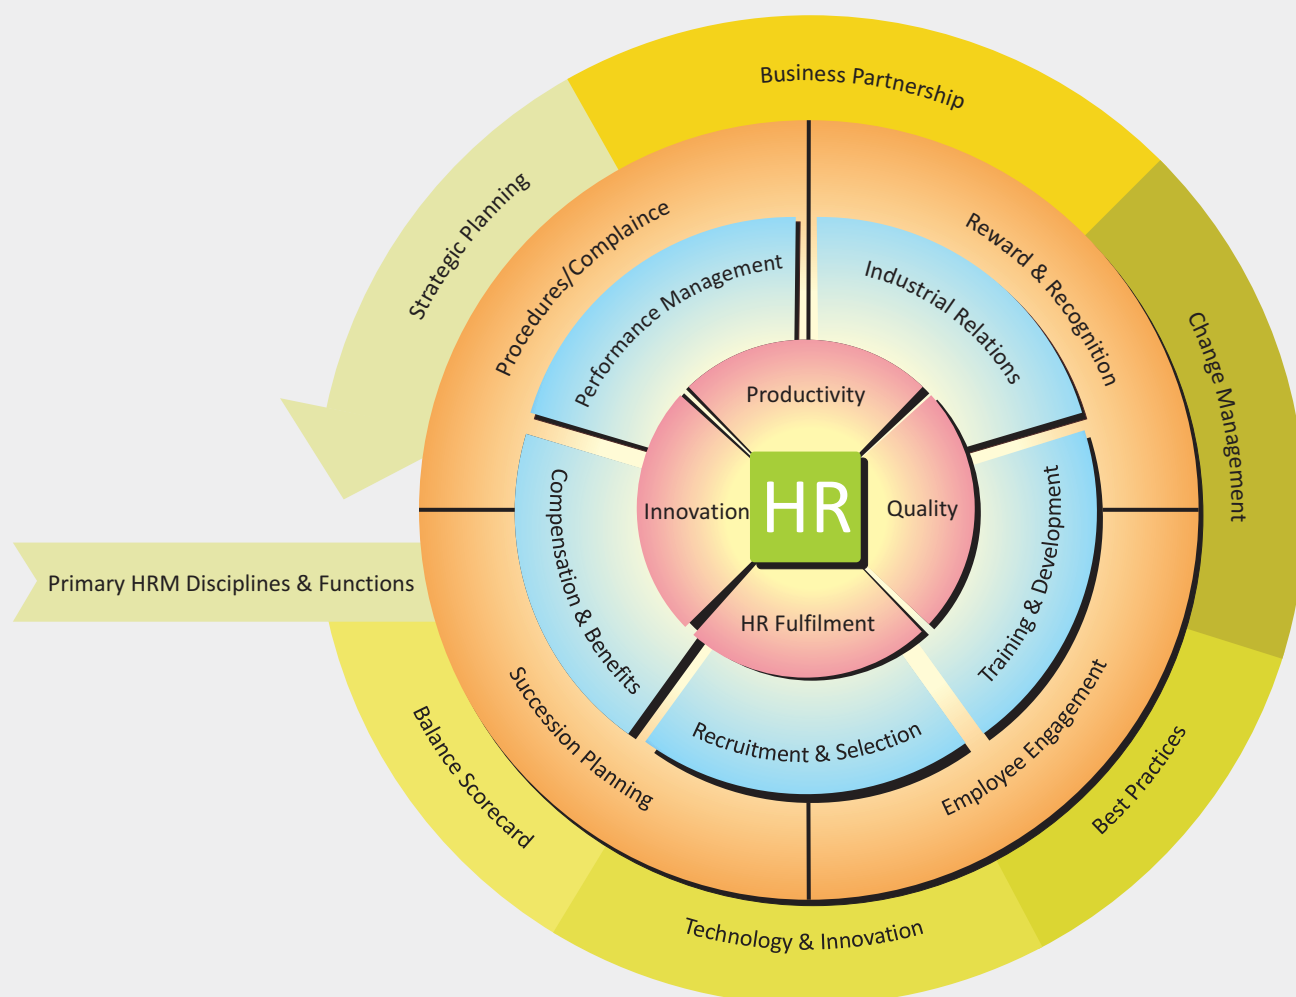 Business Partnership
Strategic Planning
Procedures/Complaince
Reward & Recognition
Performance Management
Industrial Relations
Change Management
Productivity
Innovation
HR
Quality
HR Fulfilment
Compensation & Benefits
Training & Development
Primary HRM Disciplines & Functions
Recruitment & Selection
Succession Planning
Employee Engagement
Balance Scorecard
Best Practices
Technology & Innovation